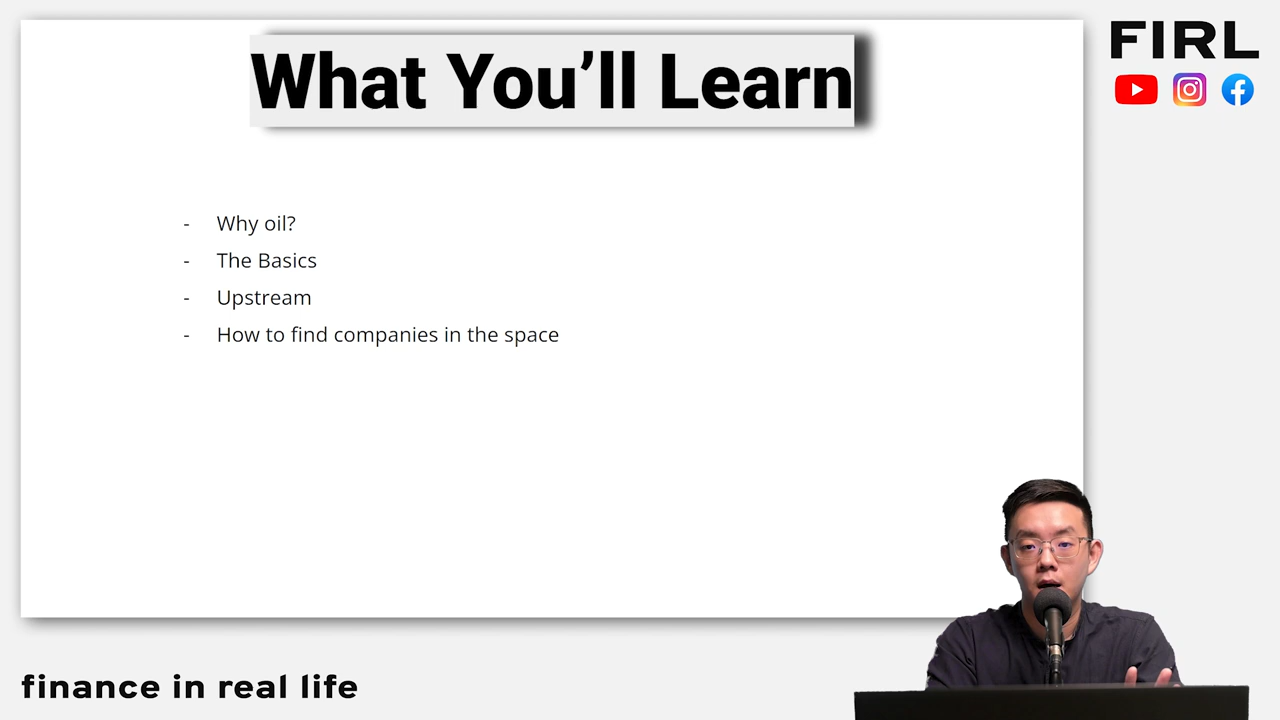 What You’ll Learn
FIRL
- Why oil?
- The Basics
- Upstream
- How to find companies in the space
finance in real life